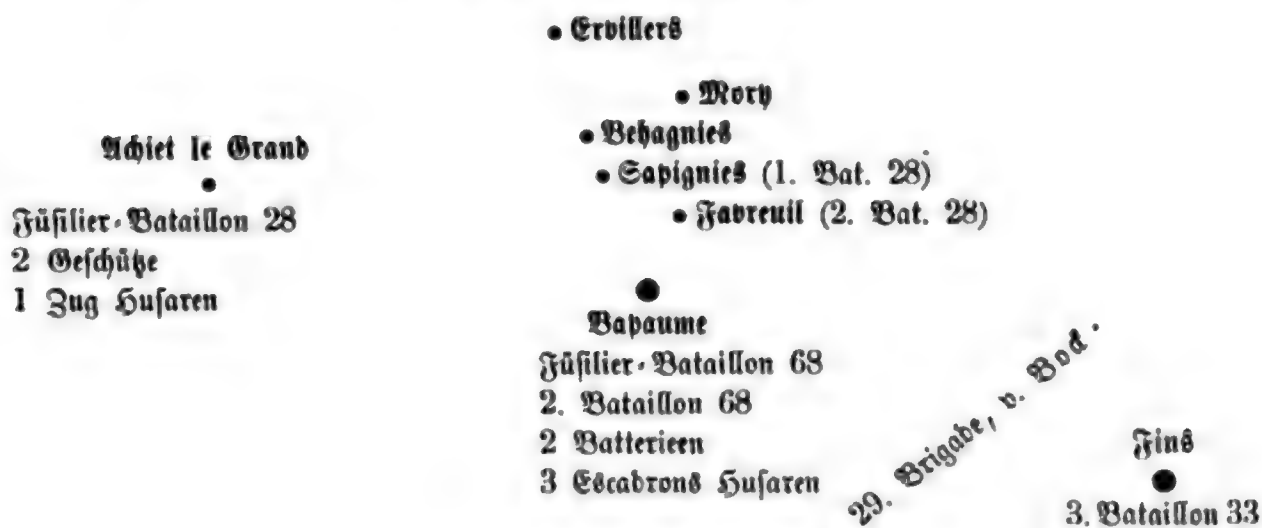 Ervillers
Mory
Behagnies
Achiet le Grand
Sapignies (1. Bat. 28)
Füsilier-Bataillon 28
Favreuil (2. Bat. 28)
2 Geschütze
1 Zug Husaren
Bapaume
Füsilier-Bataillon 68
2. Bataillon 68
2 Batterieen
3 Escadrons Husaren
29. Brigade, v. Bock.
Fins
3. Bataillon 33